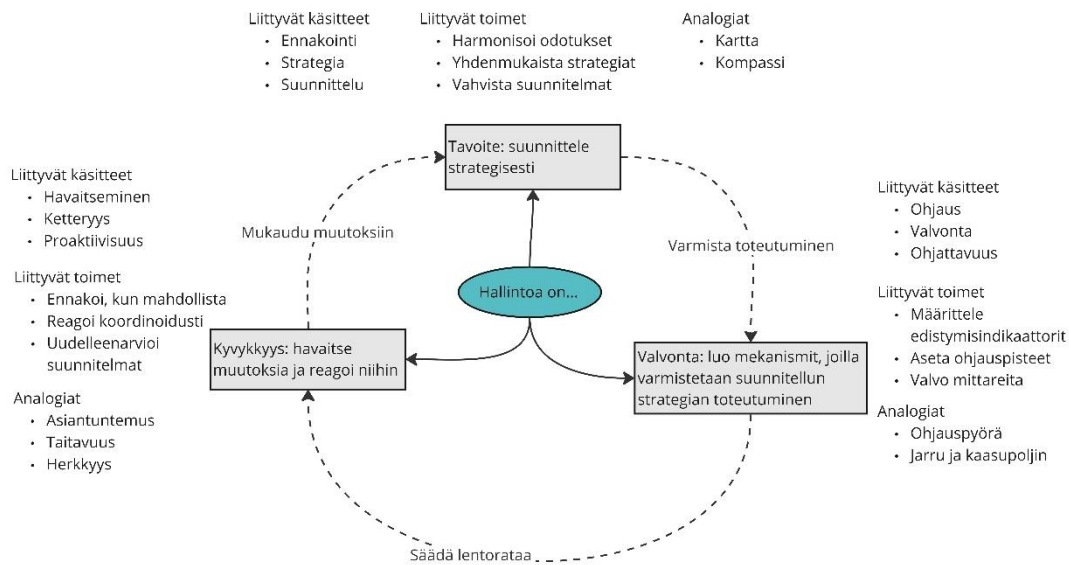 Liittyvät käsitteet
• Ennakointi
• Strategia
• Suunnittelu
Liittyvät toimet
• Harmonisoi odotukset
• Yhdenmukaista strategiat
• Vahvista suunnitelmat
Analogiat
• Kartta
• Kompassi
Tavoite: suunnittele
strategisesti
Liittyvät käsitteet
• Havaitseminen
• Ketteryys
• Proaktiivisuus
Mukaudu muutoksiin
Varmista toteutuminen
Liittyvät käsitteet
• Ohjaus
• Valvonta
• Ohjattavuus
Liittyvät toimet
• Ennakoi, kun mahdollista
• Reagoi koordinoidusti
• Uudelleenarvioi
suunnitelmat
Hallintoa on...
Liittyvät toimet
• Määrittele
edistymisindikaattorit
• Aseta ohjauspisteet
• Valvo mittareita
Kyvykkyys: havaitse
muutoksia ja reagoi niihin
Valvonta: luo mekanismit, joilla
varmistetaan suunnitellun
strategian toteutuminen
Analogiat
• Asiantuntemus
• Taitavuus
• Herkkyys
Analogiat
• Ohjauspyörä
• Jarru ja kaasupoljin
Säädä lentorataa